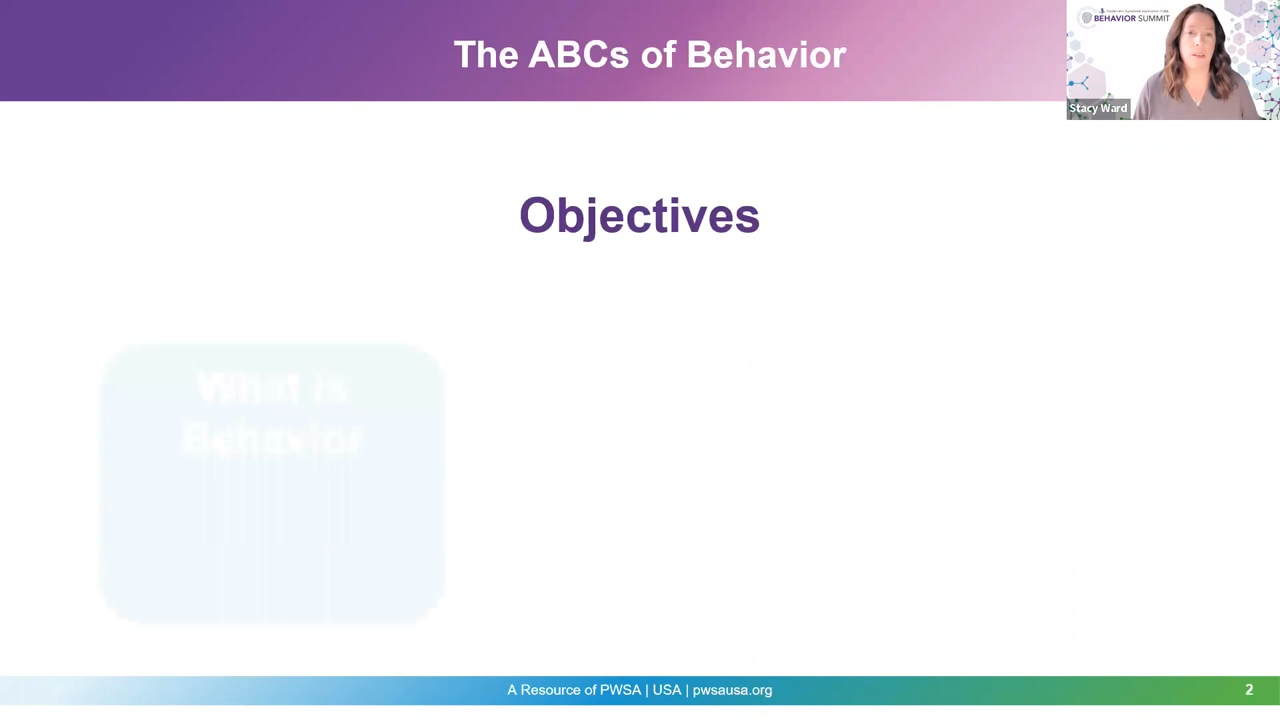 The ABCs of Behavior
BEHAVIOR SUMMIT
Stacy Ward
Objectives
What is
Behavior
A Resource of PWSA | USA | pwsausa.org
2